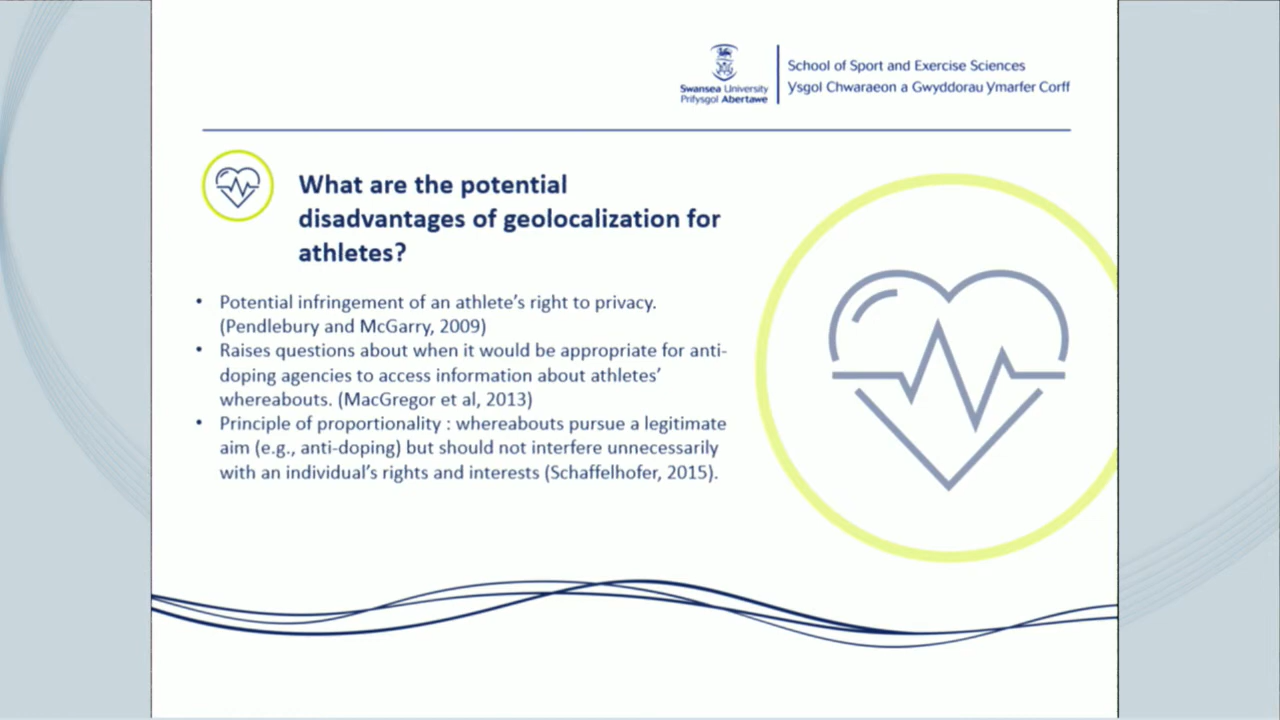 Swansea University
Prifysgol Abertawe
School of Sport and Exercise Sciences
Ysgol Chwaraeon a Gwyddorau Ymarfer Corff
What are the potential
disadvantages of geolocalization for
athletes?
• Potential infringement of an athlete's right to privacy.
(Pendlebury and McGarry, 2009)
• Raises questions about when it would be appropriate for anti-
doping agencies to access information about athletes'
whereabouts. (MacGregor et al, 2013)
• Principle of proportionality : whereabouts pursue a legitimate
aim (e.g., anti-doping) but should not interfere unnecessarily
with an individual's rights and interests (Schaffelhofer, 2015).